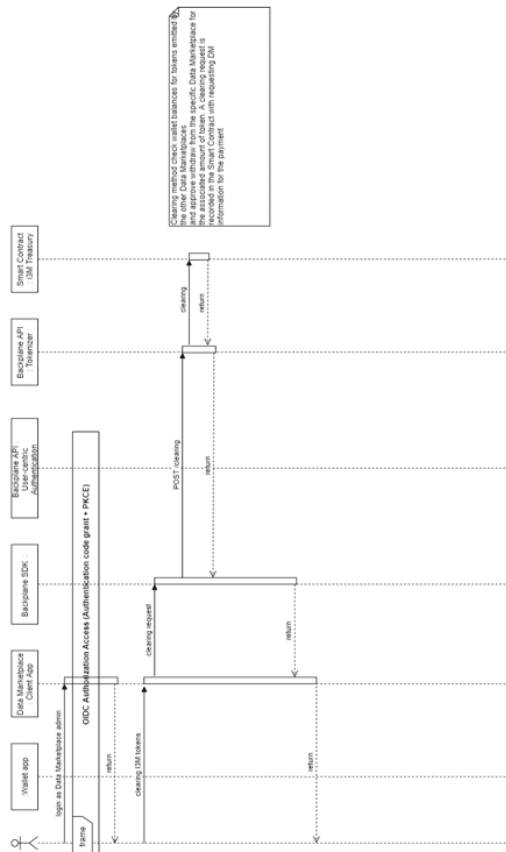 :Wallet app
Data Marketplace
: Client App
Backplane SDK :
Backplane API :
User-centric
Authentication
Backplane API
: Tokenizer
Smart Contract
: i3M Treasury
login as Data Marketplace admin
frame
OIDC Authorization Access (Authentication code grant + PKCE)
return
clearing I3M tokens
clearing request
POST /clearing
clearing
return
return
return
return
Clearing method check wallet balances for tokens emitted by
the other Data Marketplaces
and approve withdraw from the specific Data Marketplace for
the associated amount of token. A clearing request is
recorded in the Smart Contract with requesting DM
information for the payment